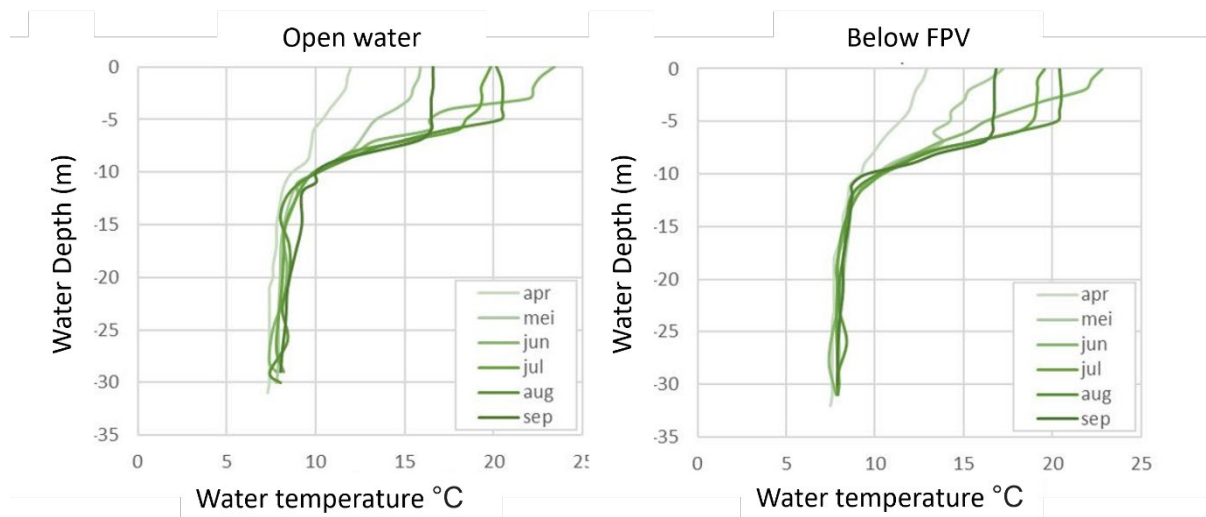 Open water
0
-5
-10
-15
-20
-25
-30
-35
Water Depth (m)
apr
mei
jun
jul
aug
sep
0 5 10 15 20 25
Water temperature °C
Below FPV
0
-5
-10
-15
-20
-25
-30
-35
Water Depth (m)
apr
mei
jun
jul
aug
sep
0 5 10 15 20 25
Water temperature °C